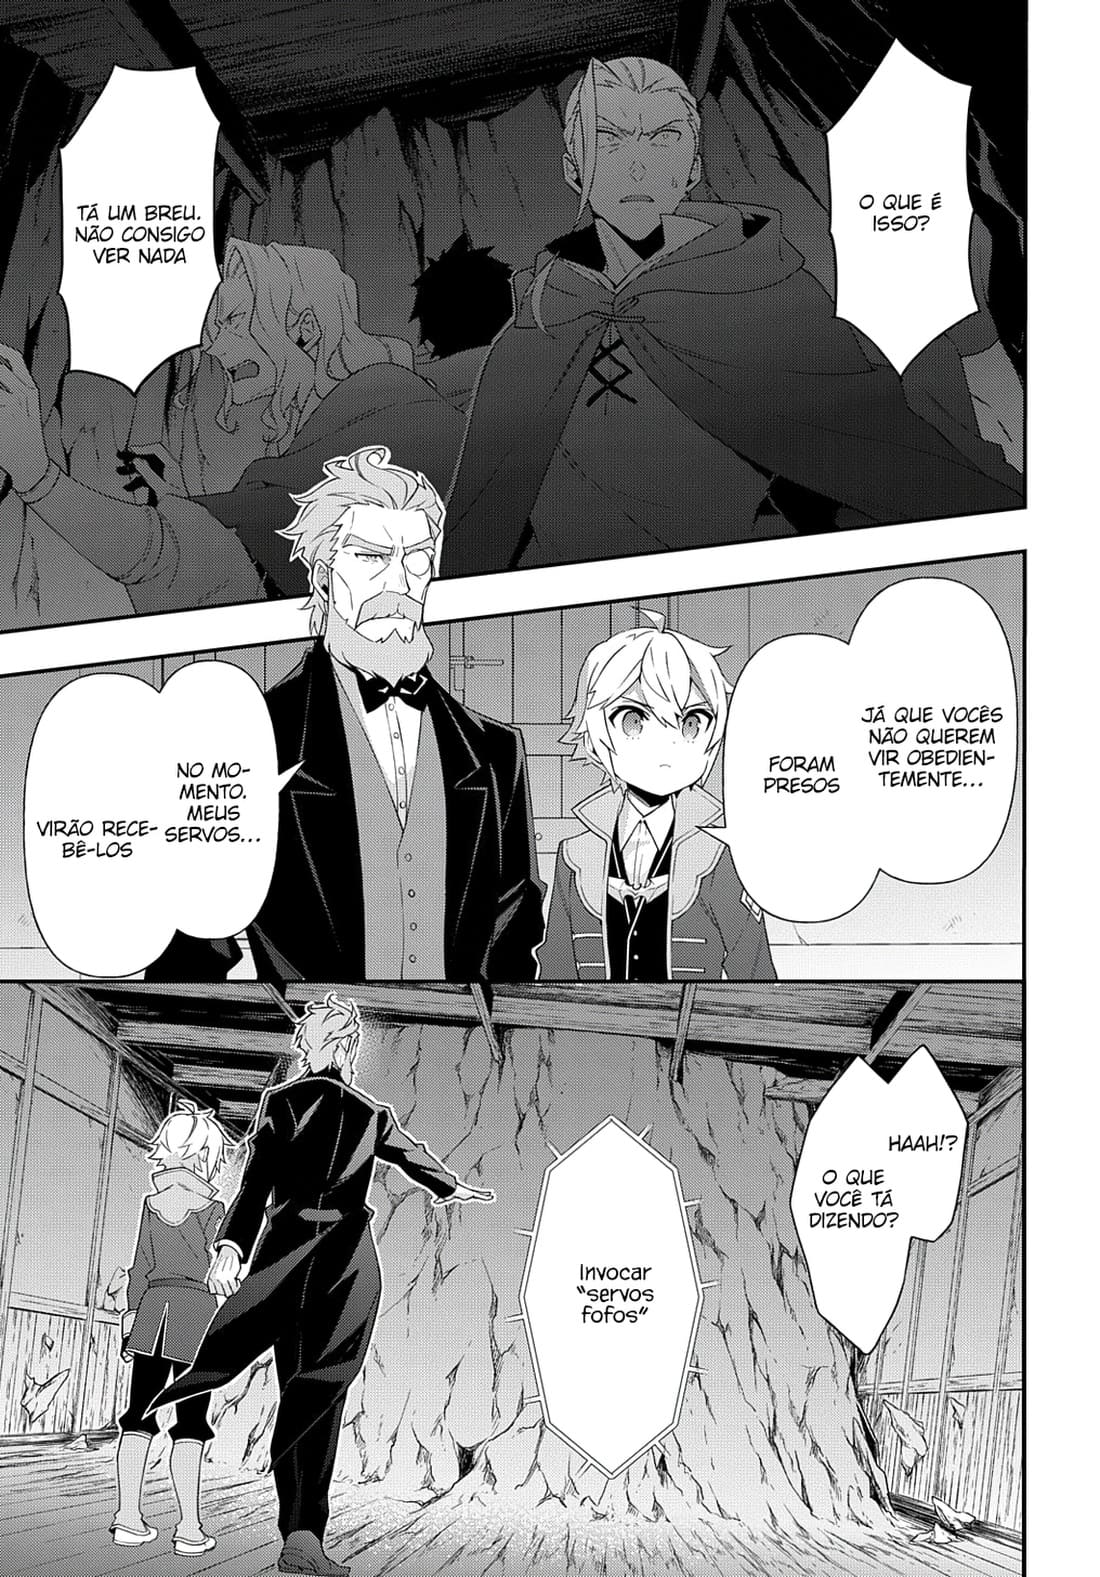 O QUE É
ISSO?
TÁ UM BREU.
NÃO CONSIGO
VER NADA
JÁ QUE VOCÊS
NÃO QUEREM
VIR OBEDIEN-
TEMENTE...
FORAM
PRESOS
NO MO-
MENTO.
MEUS
SERVOS...
VIRÃO RECE-
BÊ-LOS
HAAH!?
O QUE
VOCÊ TÁ
DIZENDO?
Invocar
"servos
fofos"